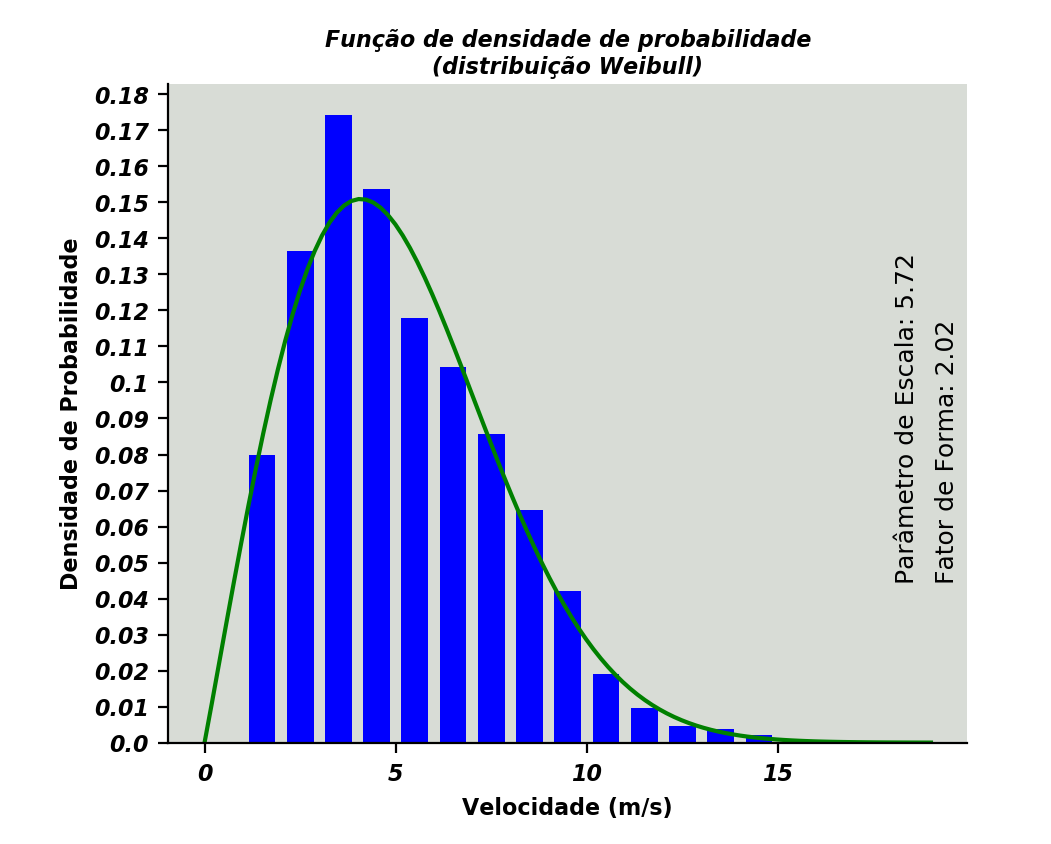 Função de densidade de probabilidade
(distribuição Weibull)
Densidade de Probabilidade
0.18
0.17
0.16
0.15
0.14
0.13
0.12
0.11
0.1
0.09
0.08
0.07
0.06
0.05
0.04
0.03
0.02
0.01
0.0
0 5 10 15
Velocidade (m/s)
Parâmetro de Escala: 5.72
Fator de Forma: 2.02